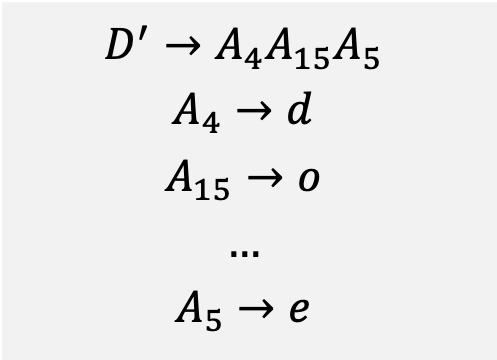 D′ → A₄A₁₅A₅
A₄ → d
A₁₅ → o
...
A₅ → e